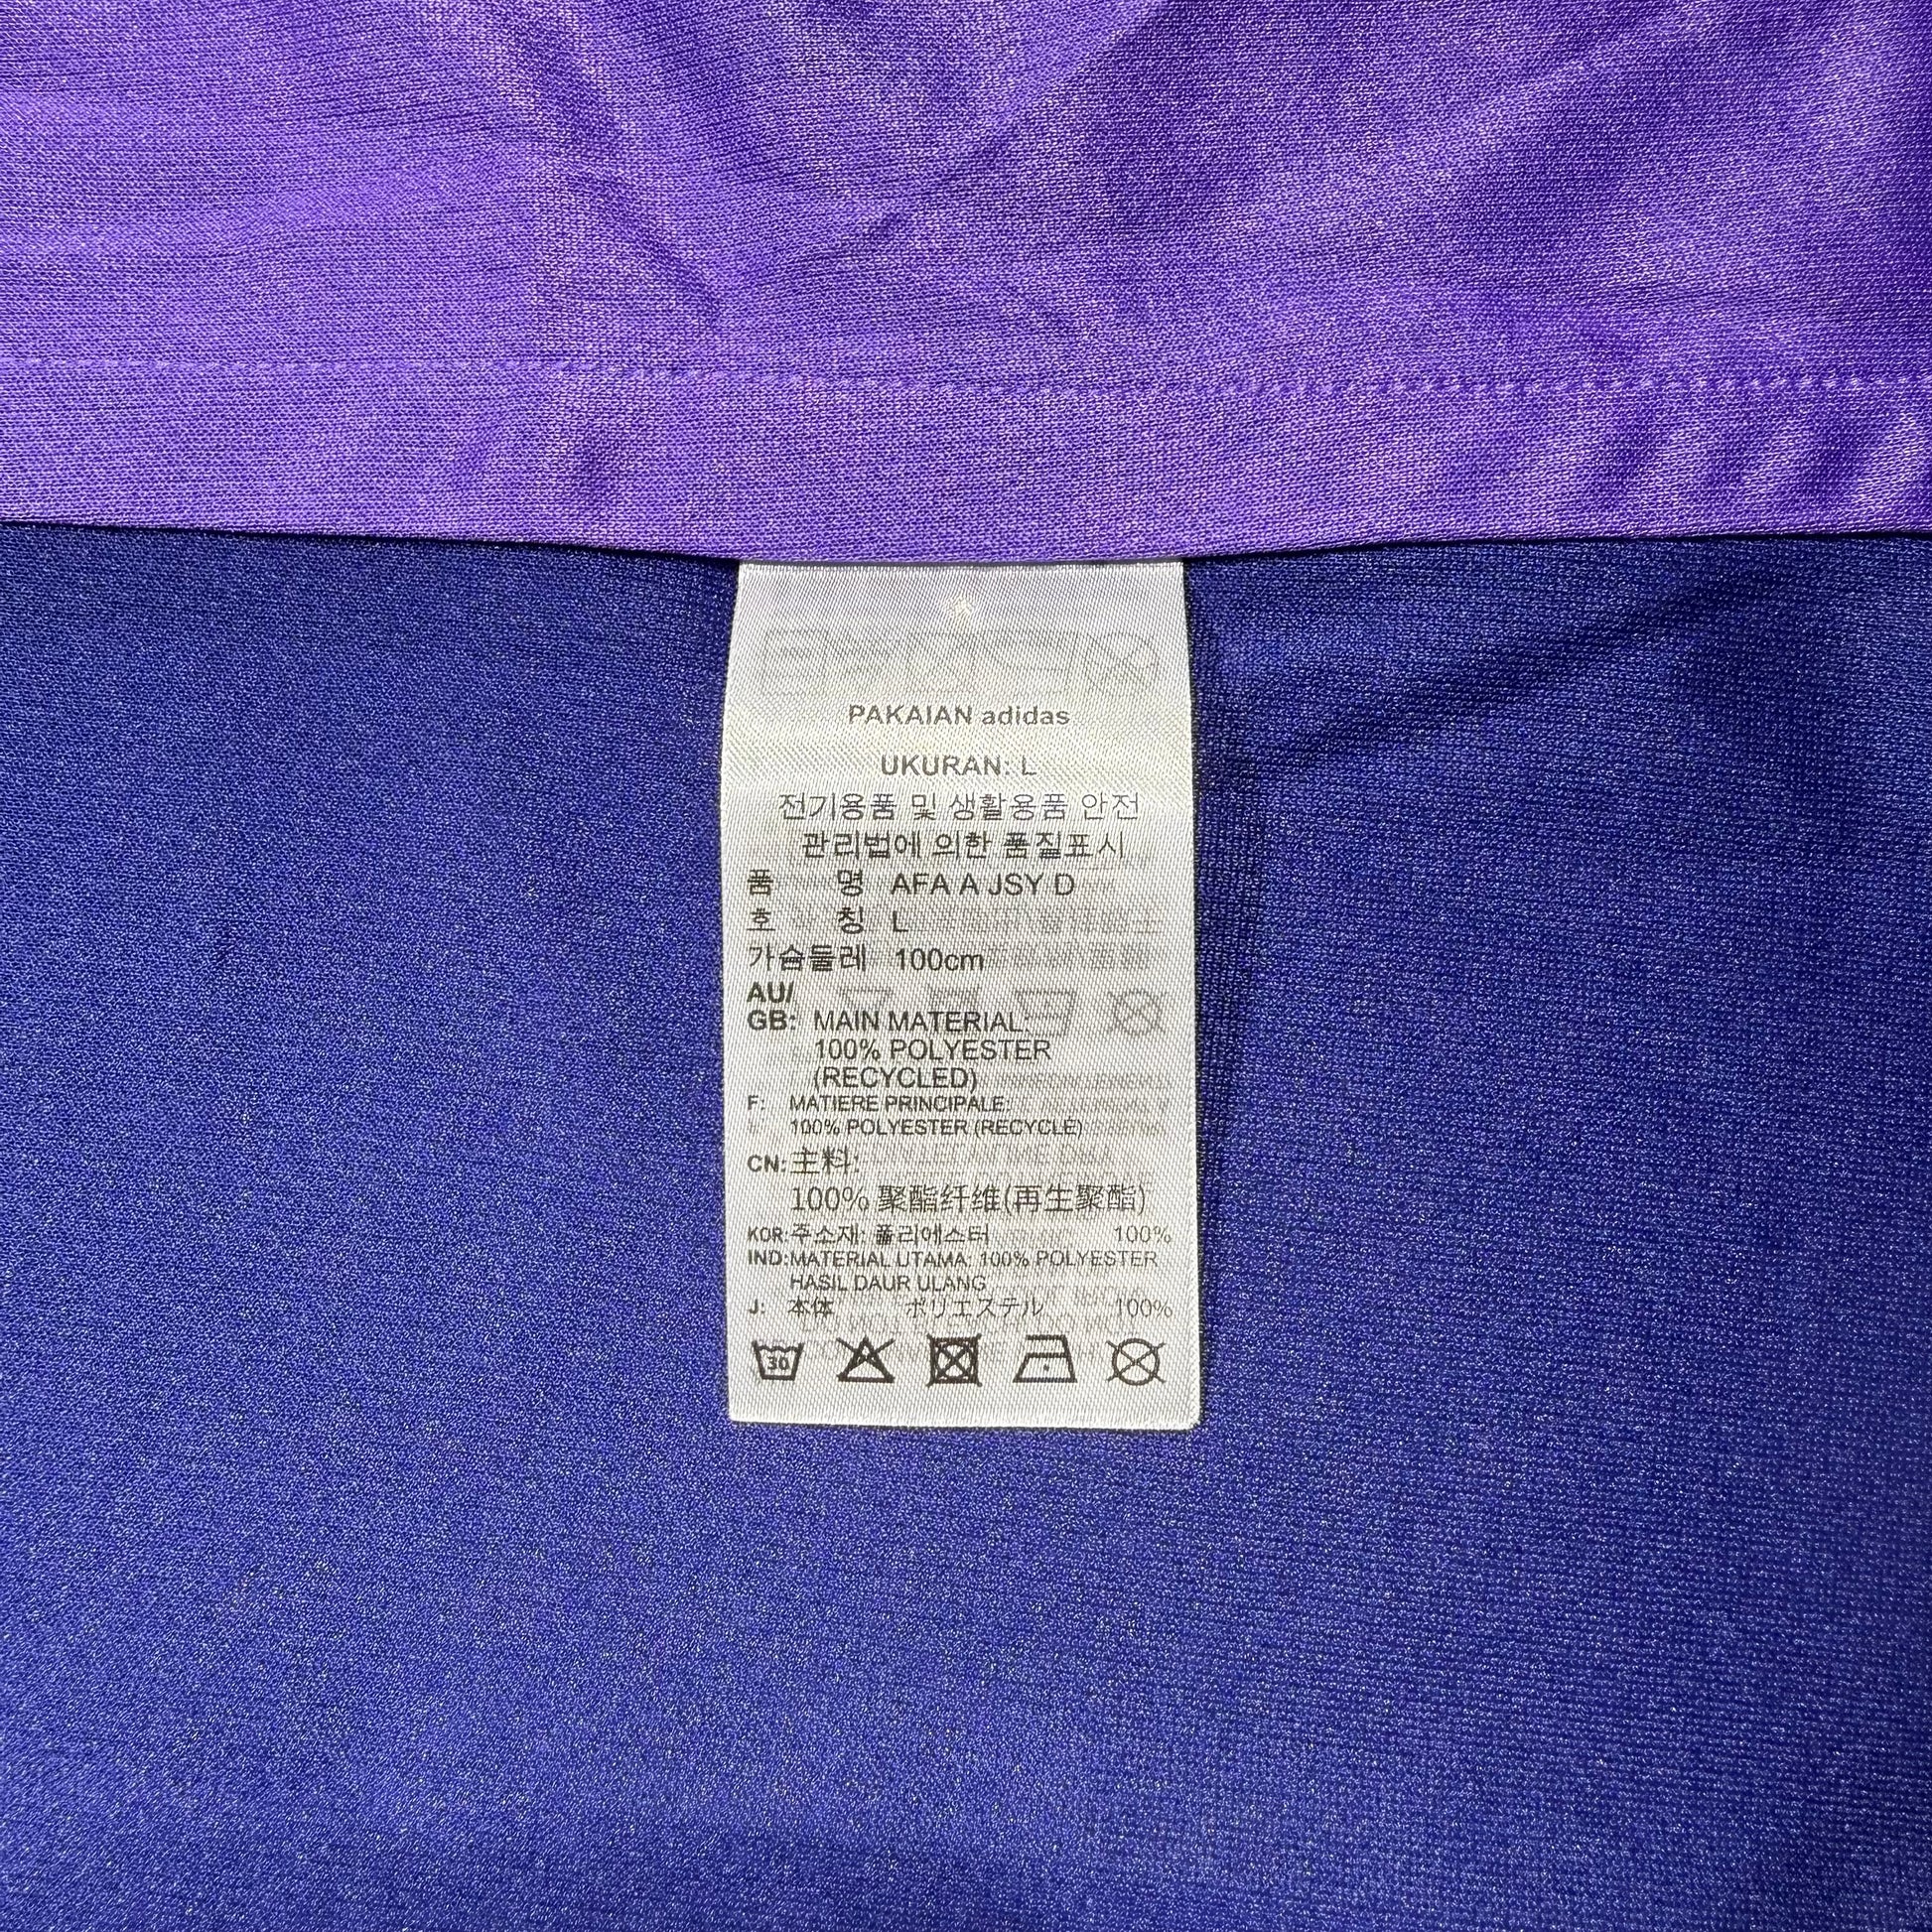 PAKAIAN adidas
UKURAN: L
전기용품 및 생활용품 안전
관리법에 의한 품질표시
품 명 AFA A JSY D
호 칭 L
가슴둘레 100cm
AU/
GB: MAIN MATERIAL:
100% POLYESTER
(RECYCLED)
F: MATIERE PRINCIPALE:
100% POLYESTER (RECYCLÉ)
CN: 主料:
100% 聚酯纤维(再生聚酯)
KOR: 주소재: 폴리에스터 100%
IND: MATERIAL UTAMA: 100% POLYESTER
HASIL DAUR ULANG
J: 本体 ポリエステル 100%
30